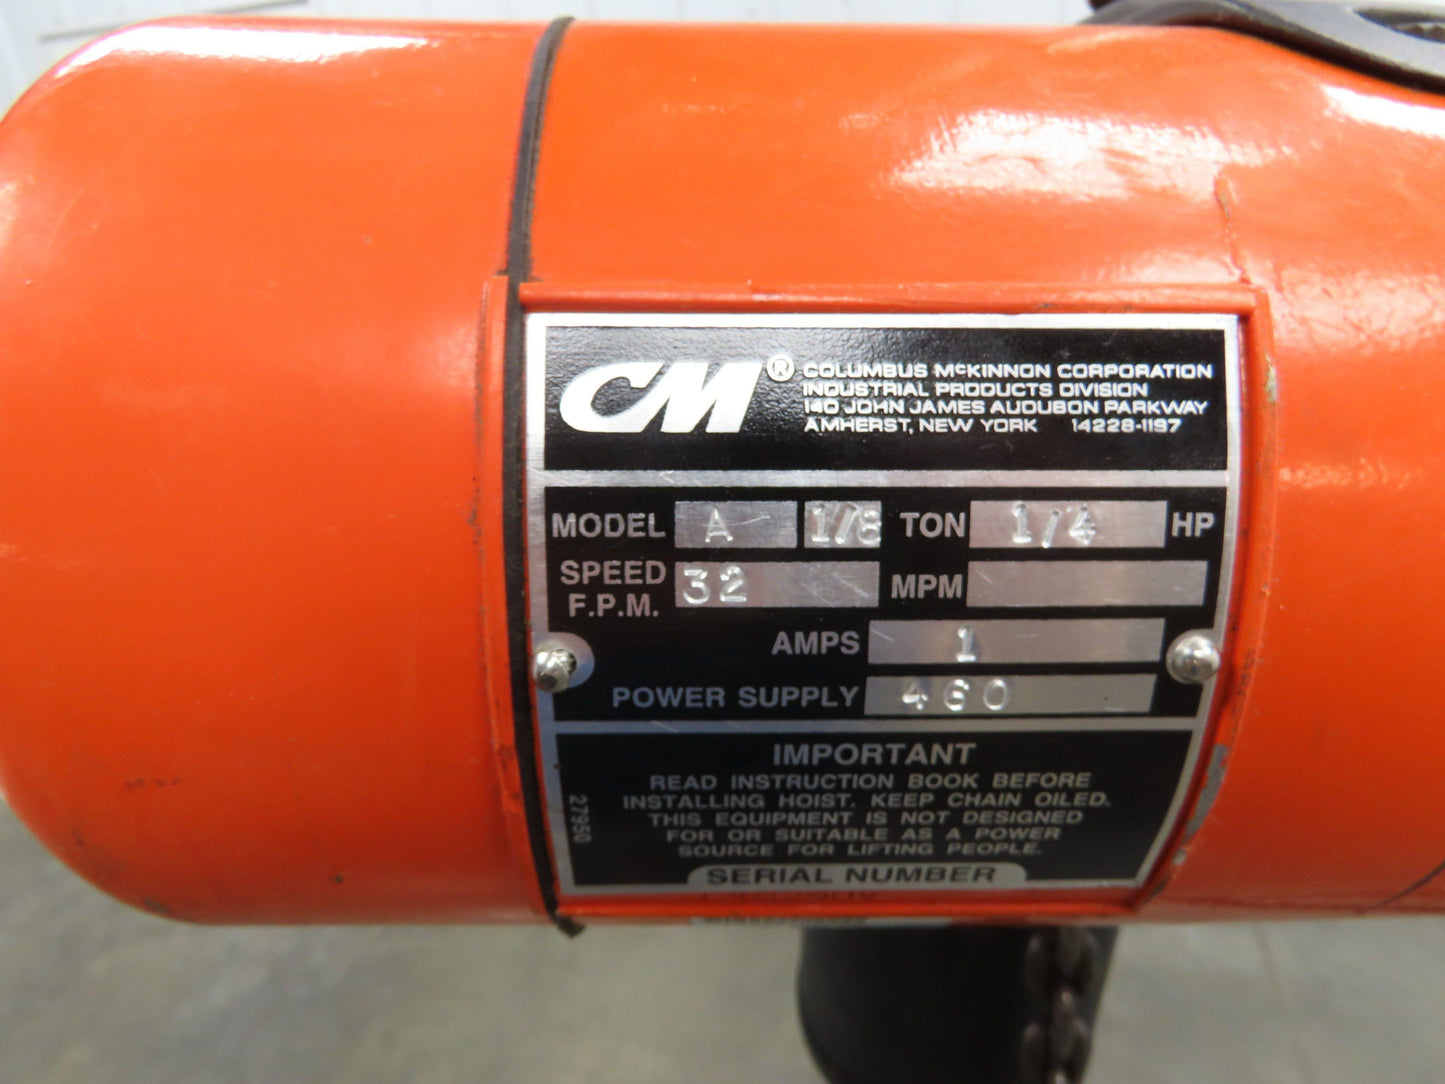 CM® COLUMBUS McKINNON CORPORATION
INDUSTRIAL PRODUCTS DIVISION
140 JOHN JAMES AUDUBON PARKWAY
AMHERST, NEW YORK 14228-1197
MODEL A 1/8 TON 1/4 HP
SPEED F.P.M. 32 MPM
AMPS 1
POWER SUPPLY 460
IMPORTANT
READ INSTRUCTION BOOK BEFORE
INSTALLING HOIST. KEEP CHAIN OILED.
THIS EQUIPMENT IS NOT DESIGNED
FOR OR SUITABLE AS A POWER
SOURCE FOR LIFTING PEOPLE.
27950
SERIAL NUMBER